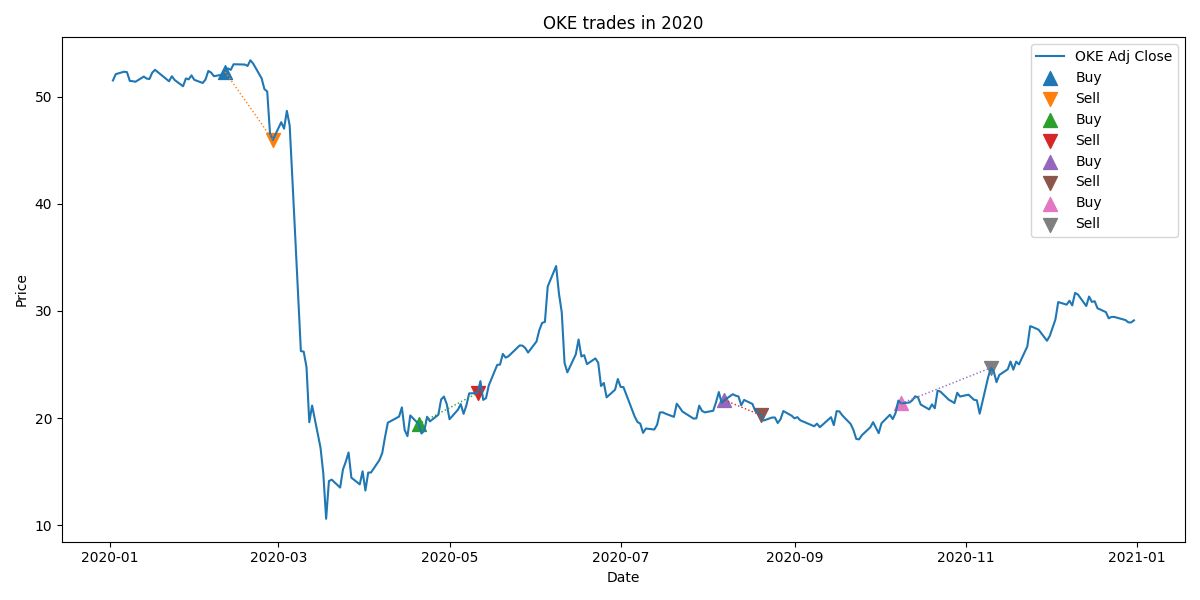 OKE trades in 2020
OKE Adj Close
Buy
Sell
Buy
Sell
Buy
Sell
Buy
Sell
Price
50
40
30
20
10
2020-01
2020-03
2020-05
2020-07
2020-09
2020-11
2021-01
Date